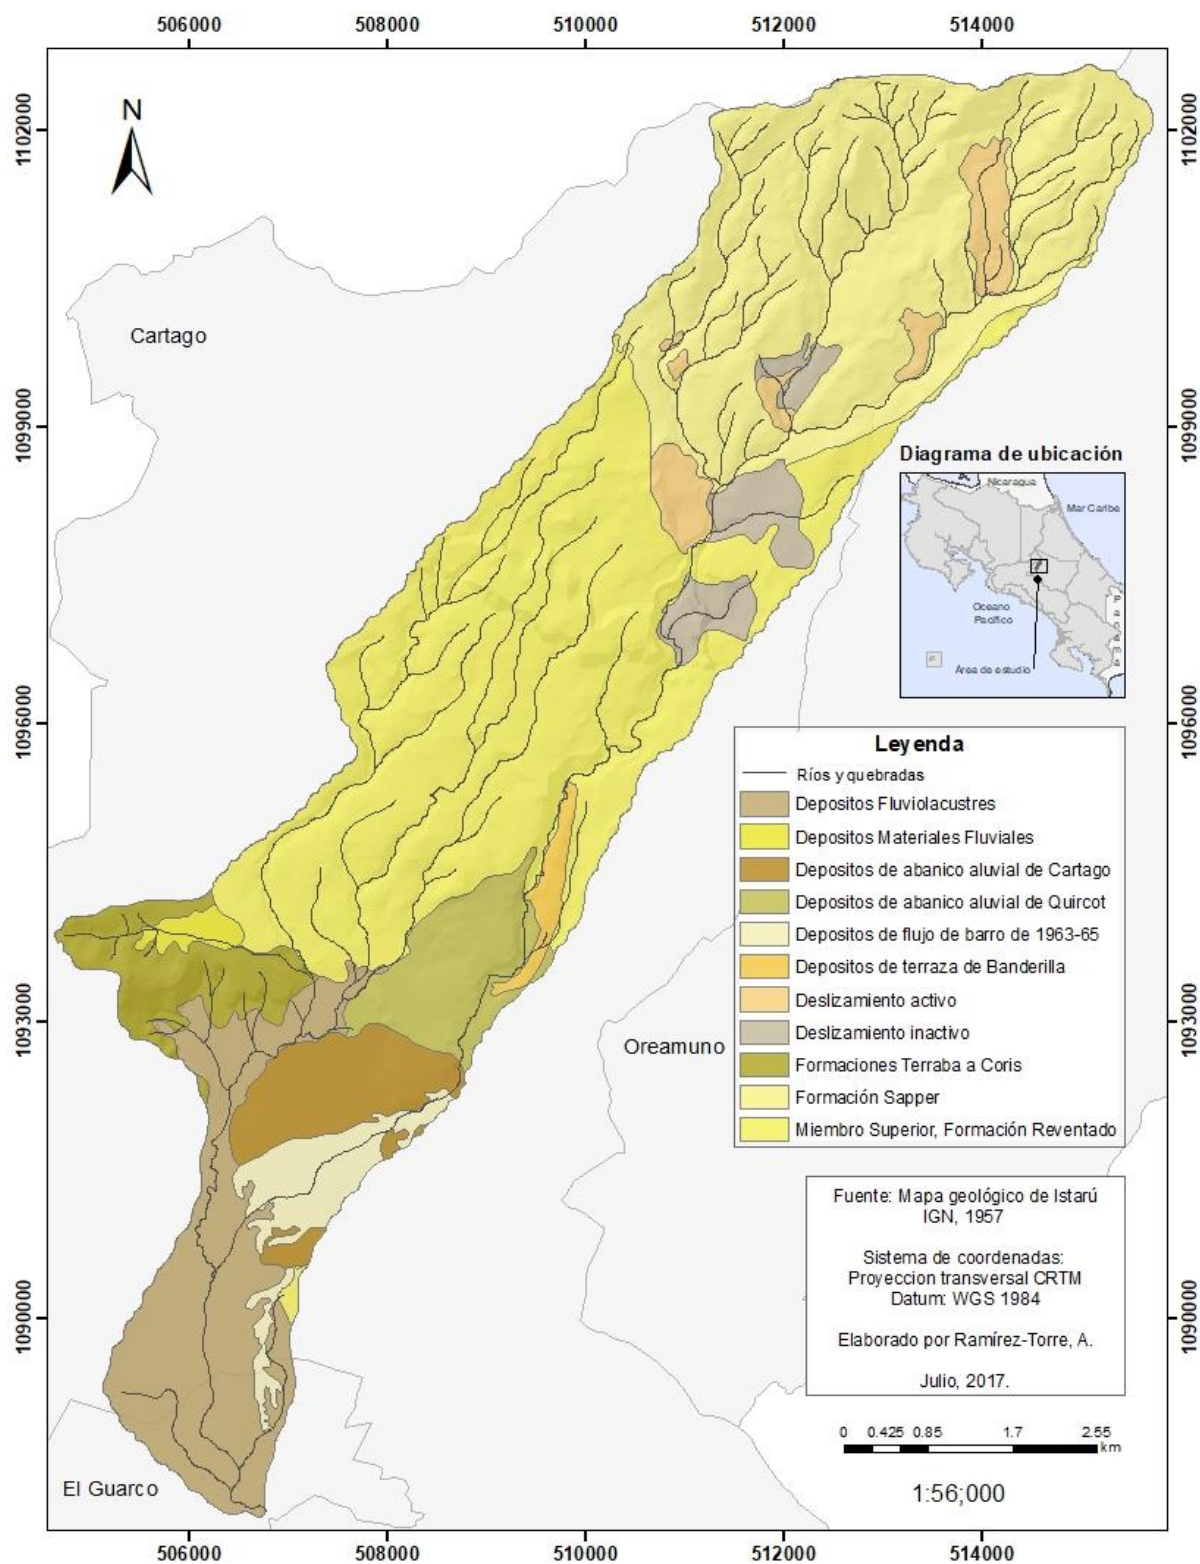 506000 508000 510000 512000 514000
N
1102000 1102000
Cartago
1099000 1099000
Diagrama de ubicación
Nicaragua
Mar Caribe
Oceano
Pacífico
Panamá
Área de estudio
1096000 1096000
Leyenda
Ríos y quebradas
Depositos Fluviolacustres
Depositos Materiales Fluviales
Depositos de abanico aluvial de Cartago
Depositos de abanico aluvial de Quircot
Depositos de flujo de barro de 1963-65
Depositos de terraza de Banderilla
Deslizamiento activo
Deslizamiento inactivo
Formaciones Terraba a Coris
Formación Sapper
Miembro Superior, Formación Reventado
1093000 1093000
Oreamuno
Fuente: Mapa geológico de Istarú
IGN, 1957
Sistema de coordenadas:
Proyeccion transversal CRTM
Datum: WGS 1984
Elaborado por Ramírez-Torre, A.
Julio, 2017.
1090000 1090000
0 0.425 0.85 1.7 2.55
km
El Guarco
1:56;000
506000 508000 510000 512000 514000